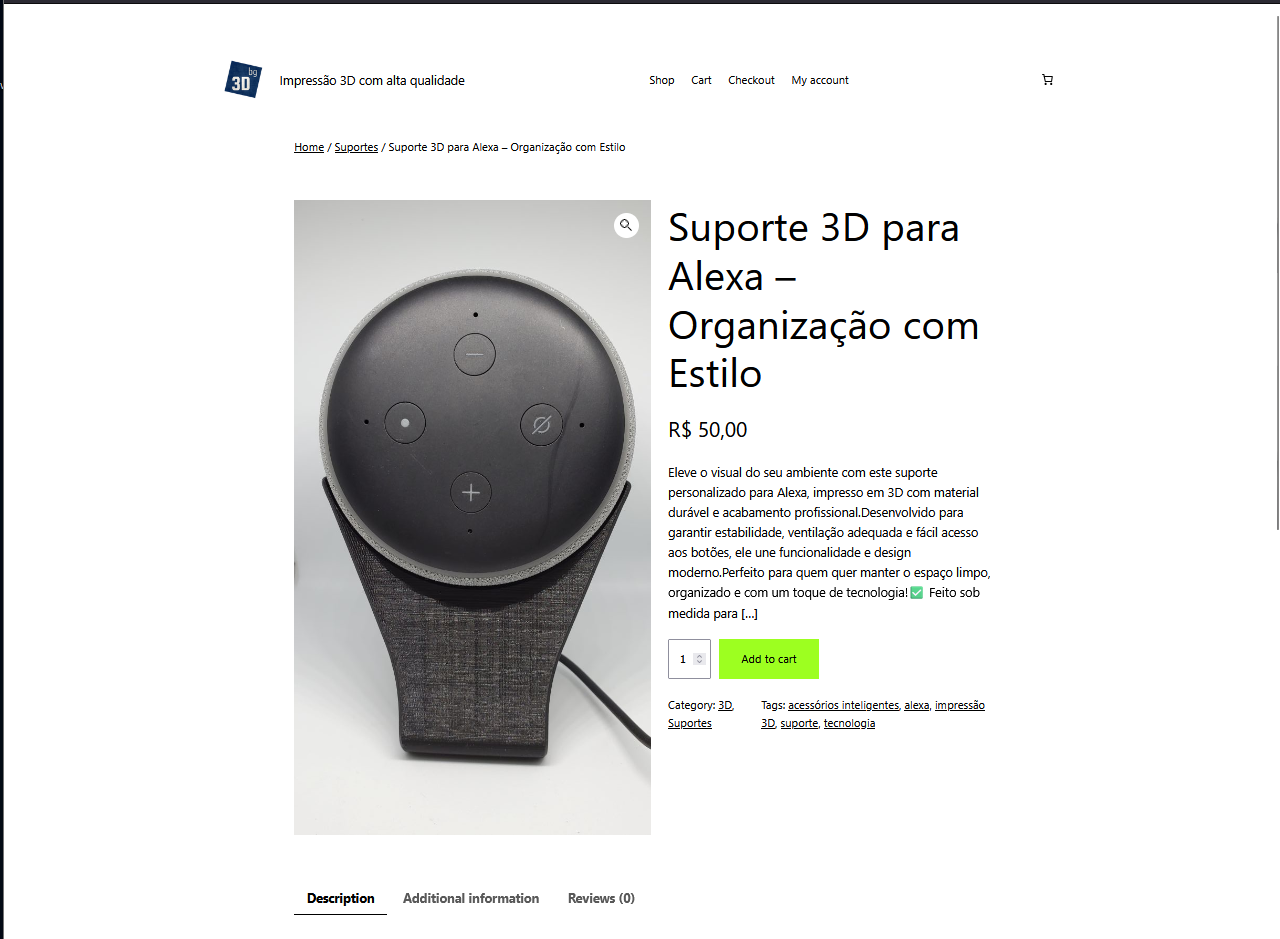 3D bg
Impressão 3D com alta qualidade
Shop Cart Checkout My account
Home / Suportes / Suporte 3D para Alexa – Organização com Estilo
Suporte 3D para
Alexa –
Organização com
Estilo
R$ 50,00
Eleve o visual do seu ambiente com este suporte
personalizado para Alexa, impresso em 3D com material
durável e acabamento profissional.Desenvolvido para
garantir estabilidade, ventilação adequada e fácil acesso
aos botões, ele une funcionalidade e design
moderno.Perfeito para quem quer manter o espaço limpo,
organizado e com um toque de tecnologia!✅ Feito sob
medida para […]
1
Add to cart
Category: 3D,
Suportes
Tags: acessórios inteligentes, alexa, impressão
3D, suporte, tecnologia
Description Additional information Reviews (0)